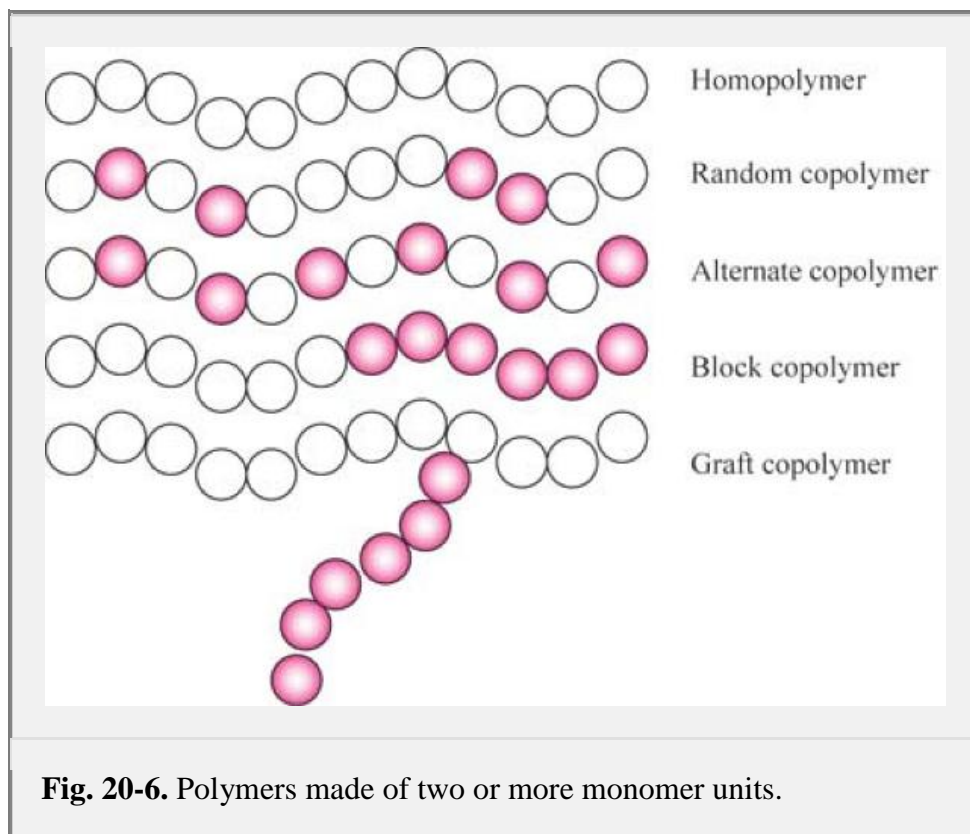 Homopolymer
Random copolymer
Alternate copolymer
Block copolymer
Graft copolymer
Fig. 20-6. Polymers made of two or more monomer units.